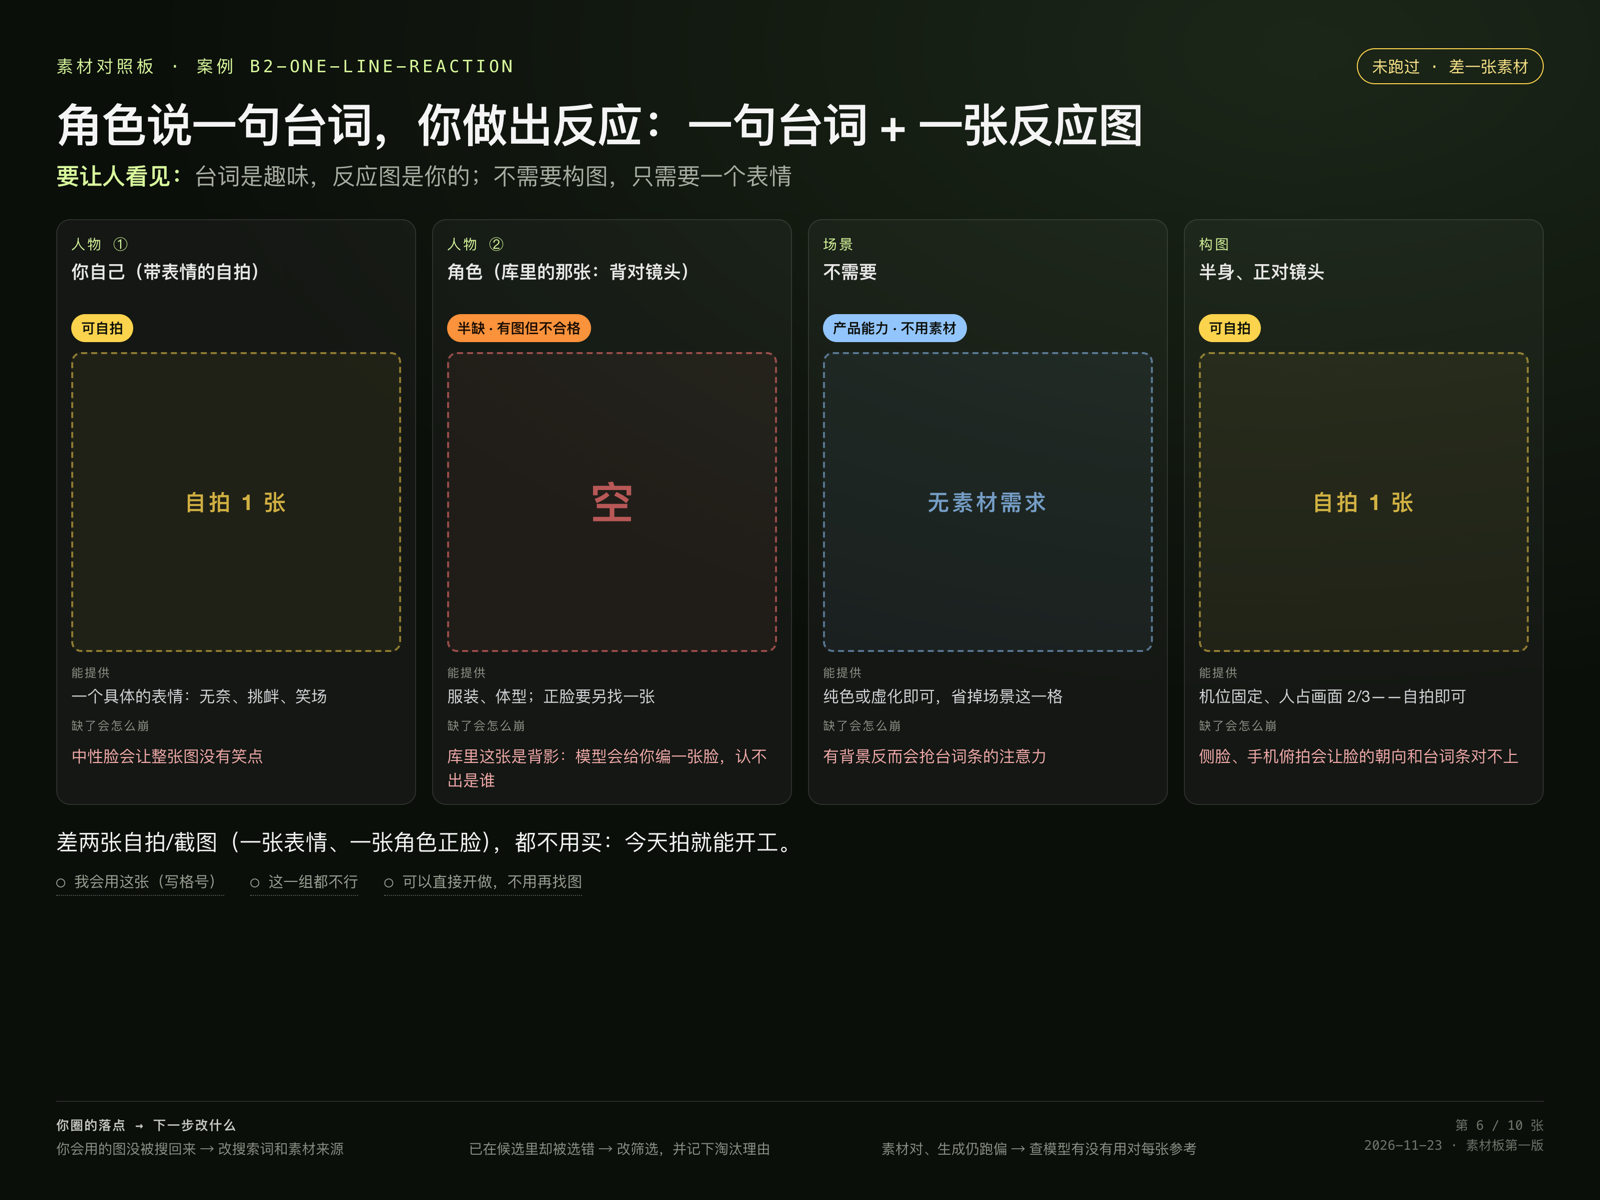 素材对照板 · 案例 B2-ONE-LINE-REACTION
未跑过 · 差一张素材
角色说一句台词，你做出反应：一句台词 + 一张反应图
要让人看见：台词是趣味，反应图是你的；不需要构图，只需要一个表情
人物 ①
你自己（带表情的自拍）
可自拍
自拍 1 张
能提供
一个具体的表情：无奈、挑衅、笑场
缺了会怎么崩
中性脸会让整张图没有笑点
人物 ②
角色（库里的那张：背对镜头）
半缺 · 有图但不合格
空
能提供
服装、体型；正脸要另找一张
缺了会怎么崩
库里这张是背影：模型会给你编一张脸，认不
出是谁
场景
不需要
产品能力 · 不用素材
无素材需求
能提供
纯色或虚化即可，省掉场景这一格
缺了会怎么崩
有背景反而会抢台词条的注意力
构图
半身、正对镜头
可自拍
自拍 1 张
能提供
机位固定、人占画面 2/3——自拍即可
缺了会怎么崩
侧脸、手机俯拍会让脸的朝向和台词条对不上
差两张自拍/截图（一张表情、一张角色正脸），都不用买：今天拍就能开工。
○ 我会用这张（写格号）
○ 这一组都不行
○ 可以直接开做，不用再找图
你圈的落点 → 下一步改什么
你会用的图没被搜回来 → 改搜索词和素材来源
已在候选里却被选错 → 改筛选，并记下淘汰理由
素材对、生成仍跑偏 → 查模型有没有用对每张参考
第 6 / 10 张
2026-11-23 · 素材板第一版